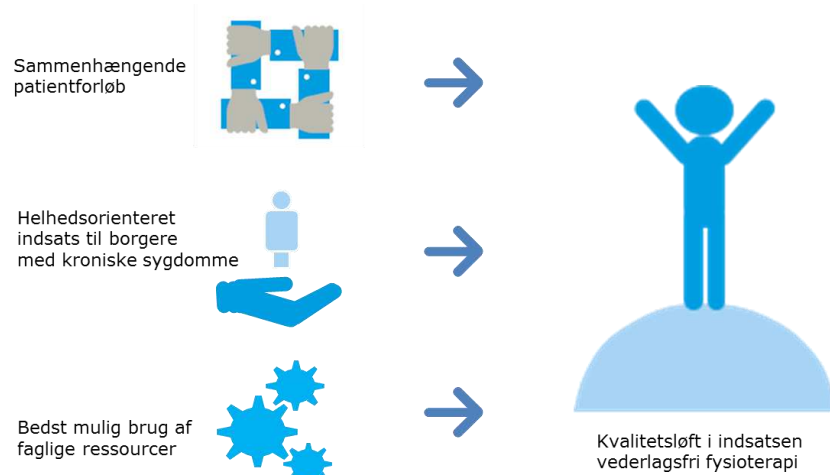 Sammenhængende
patientforløb
Helhedsorienteret
indsats til borgere
med kroniske sygdomme
Bedst mulig brug af
faglige ressourcer
Kvalitetsløft i indsatsen
vederlagsfri fysioterapi